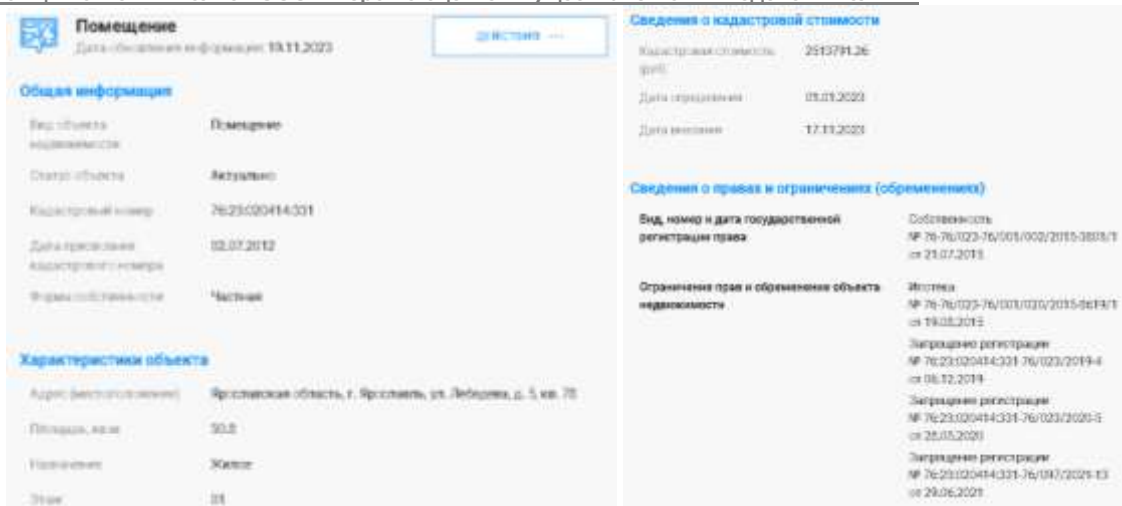 Помещение
Дата обновления информации: 19.11.2023
ДЕЙСТВИЯ ...
Общая информация
Вид объекта
недвижимости
Помещение
Статус объекта
Актуально
Кадастровый номер
76:23:020414:331
Дата присвоения
кадастрового номера
02.07.2012
Форма собственности
Частная
Характеристики объекта
Адрес (местоположение)
Ярославская область, г. Ярославль, ул. Лебедева, д. 5, кв.
Площадь, кв.м
50.8
Назначение
Жилое
Этаж
01
Сведения о кадастровой стоимости
Кадастровая стоимость
(руб)
2513791.26
Дата определения
01.01.2023
Дата внесения
17.11.2023
Сведения о правах и ограничениях (обременениях)
Вид, номер и дата государственной
регистрации права
Собственность
от 21.07.2015
Ограничение прав и обременение объекта
недвижимости
Ипотека
от 19.08.2015
Запрещение регистрации
№ 76:23:020414:331-76/023/2019-4
от 06.12.2019
Запрещение регистрации
№ 76:23:020414:331-76/023/2020-5
от 28.05.2020
Запрещение регистрации
№ 76:23:020414:331-76/097/2021-13
от 29.06.2021